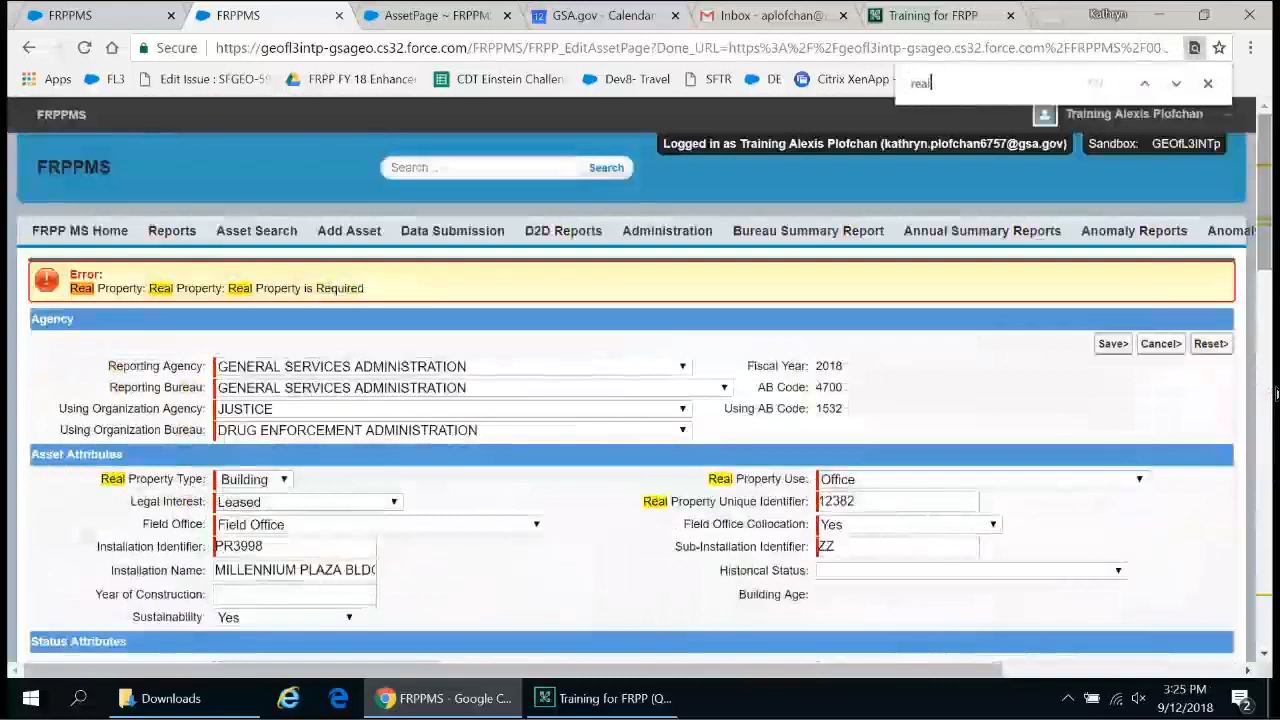 FRPPMS
FRPPMS
AssetPage ~ FRPPM
GSA.gov - Calendar
Inbox - aplofchan@
Training for FRPP
Kathryn
Secure
https://geofl3intp-gsageo.cs32.force.com/FRPPMS/FRPP_EditAssetPage?Done_URL=https%3A%2F%2Fgeofl3intp-gsageo.cs32.force.com%2FFRPPMS%2F00...
Apps
FL3
Edit Issue : SFGEO-59
FRPP FY 18 Enhance
CDT Einstein Challen
Dev8- Travel
SFTR
DE
Citrix XenApp -
real
FRPPMS
Training Alexis Plofchan
FRPPMS
Search ...
Search
Logged in as Training Alexis Plofchan (kathryn.plofchan6757@gsa.gov)
Sandbox: GEOfL3INTp
FRPP MS Home
Reports
Asset Search
Add Asset
Data Submission
D2D Reports
Administration
Bureau Summary Report
Annual Summary Reports
Anomaly Reports
Anomal
Error:
Real Property: Real Property: Real Property is Required
Agency
Save>
Cancel>
Reset>
Reporting Agency: GENERAL SERVICES ADMINISTRATION
Fiscal Year: 2018
Reporting Bureau: GENERAL SERVICES ADMINISTRATION
AB Code: 4700
Using Organization Agency: JUSTICE
Using AB Code: 1532
Using Organization Bureau: DRUG ENFORCEMENT ADMINISTRATION
Asset Attributes
Real Property Type: Building
Real Property Use: Office
Legal Interest: Leased
Real Property Unique Identifier: 12382
Field Office: Field Office
Field Office Collocation: Yes
Installation Identifier: PR3998
Sub-Installation Identifier: ZZ
Installation Name: MILLENNIUM PLAZA BLDG
Historical Status:
Year of Construction:
Building Age:
Sustainability Yes
Status Attributes
Downloads
FRPPMS - Google C...
Training for FRPP (Q...
3:25 PM
9/12/2018
2